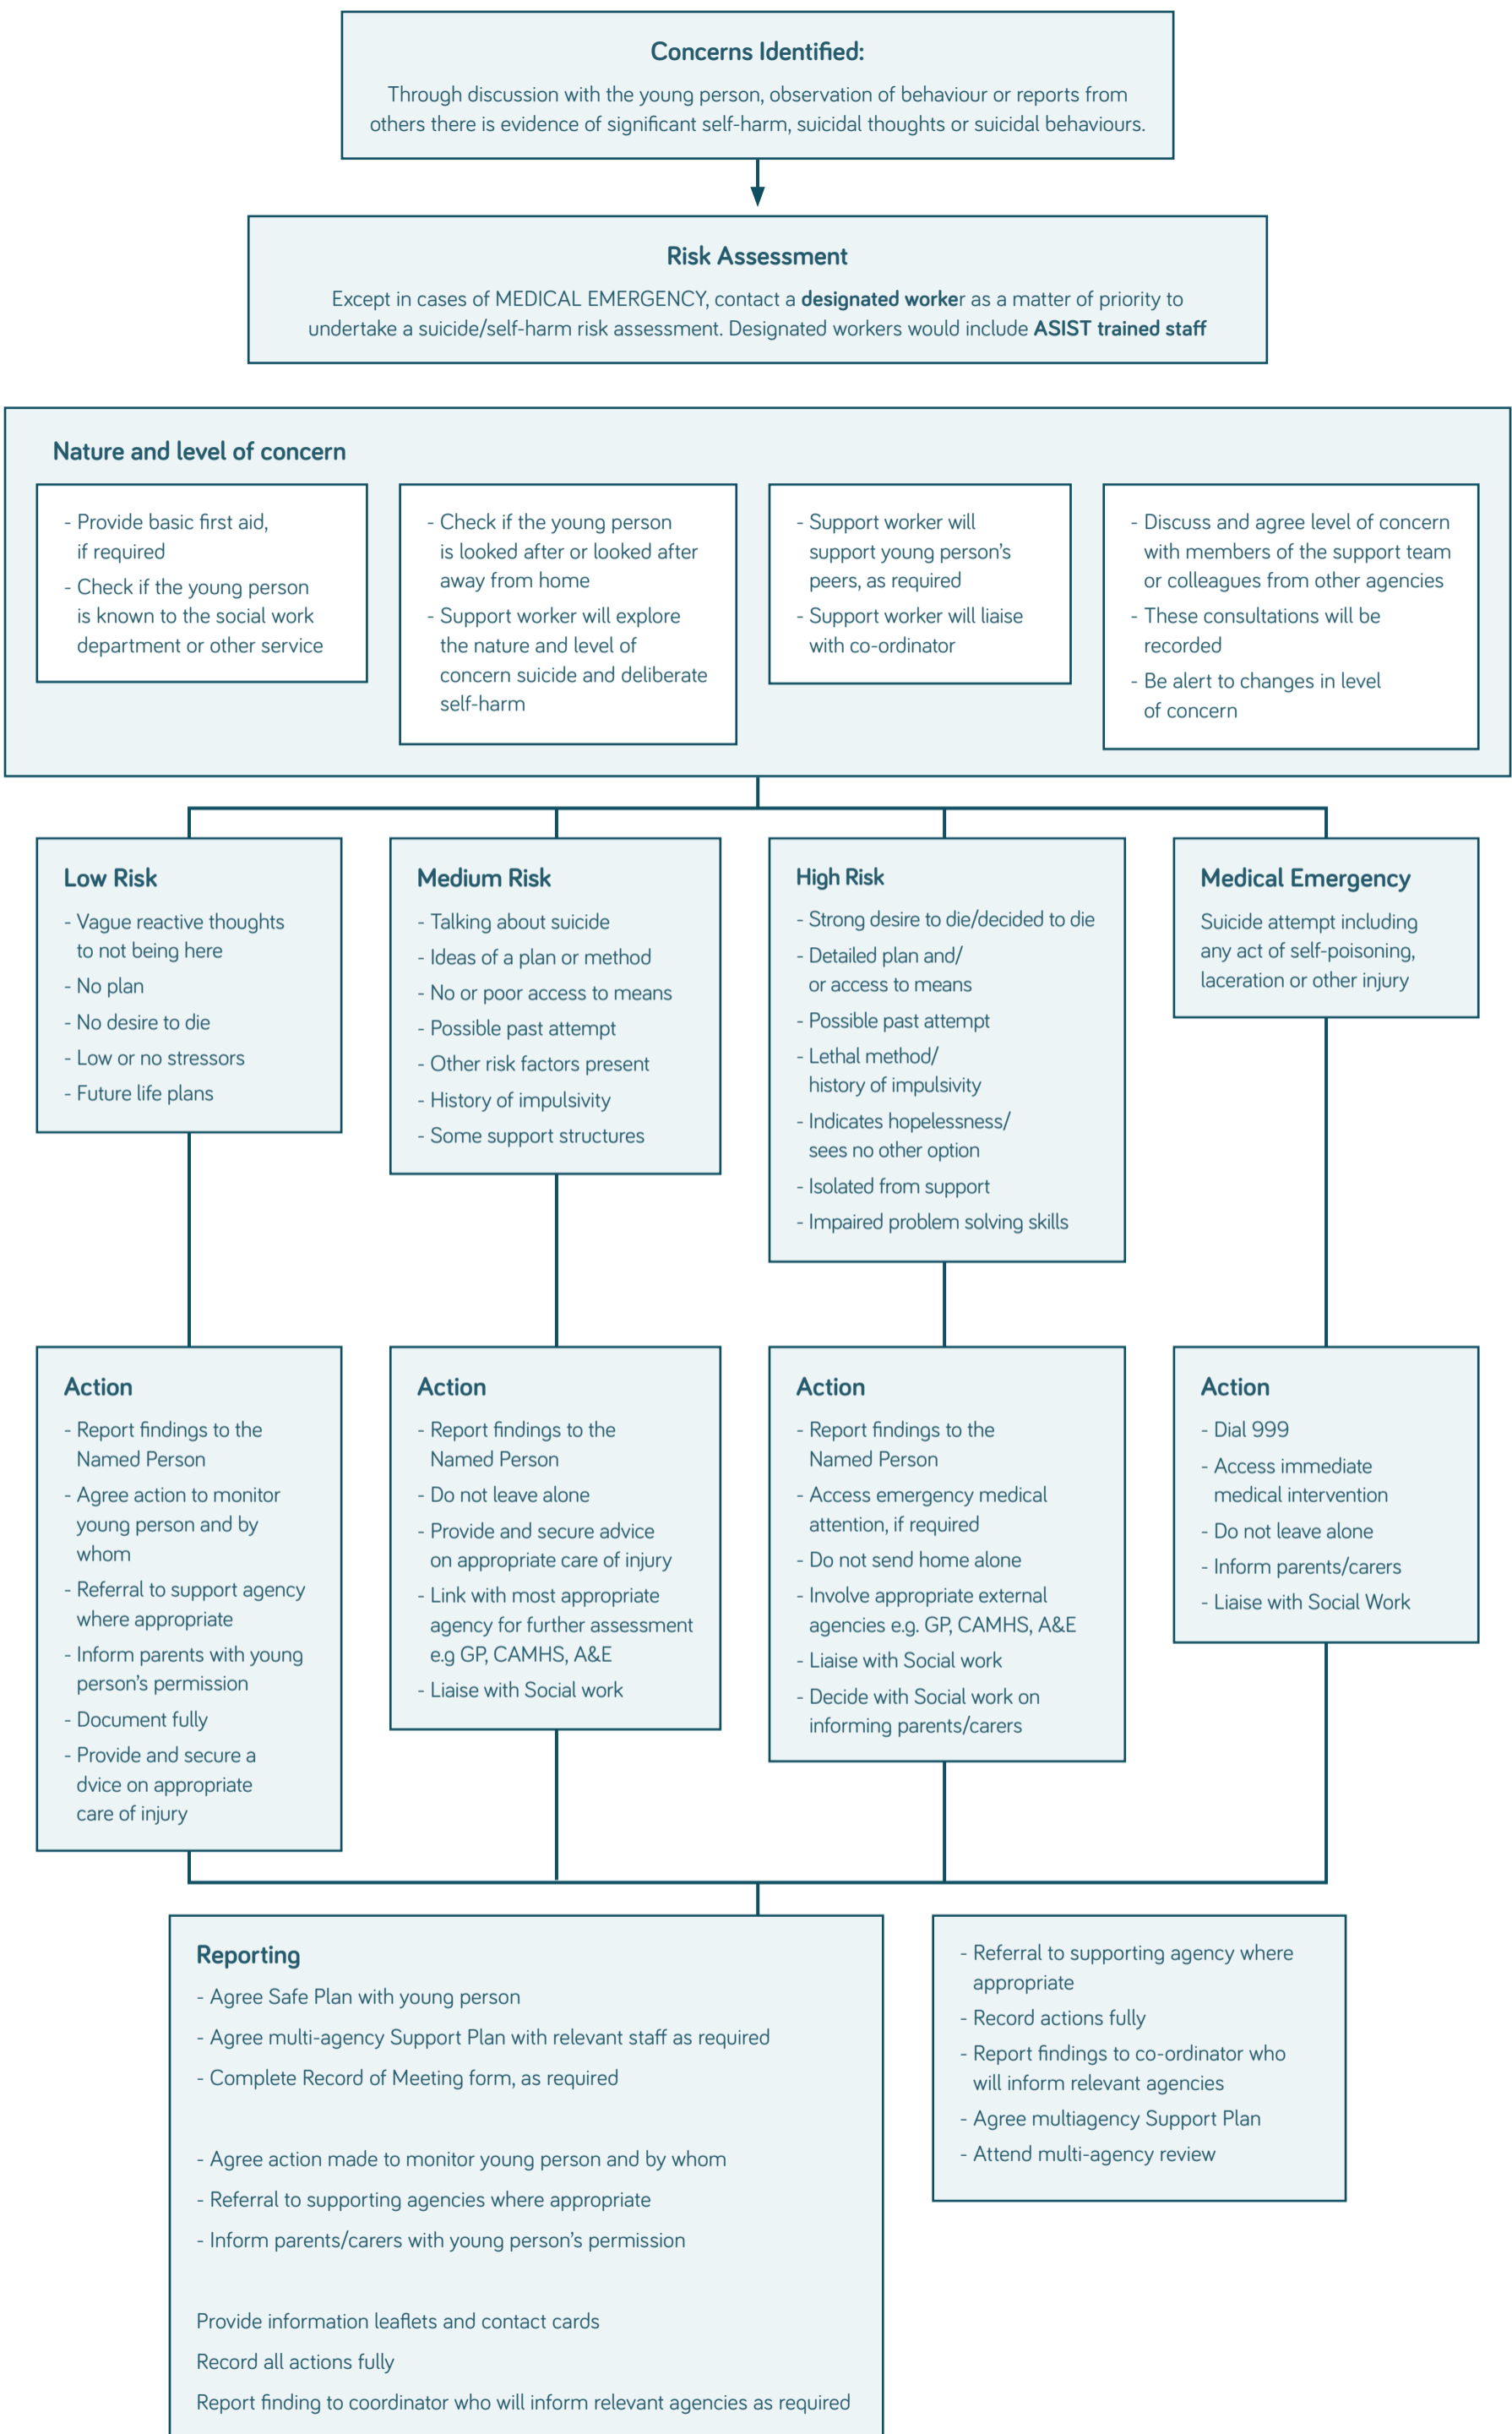 Concerns Identified:
Through discussion with the young person, observation of behaviour or reports from
others there is evidence of significant self-harm, suicidal thoughts or suicidal behaviours.
Risk Assessment
Except in cases of MEDICAL EMERGENCY, contact a designated worker as a matter of priority to
undertake a suicide/self-harm risk assessment. Designated workers would include ASIST trained staff
Nature and level of concern
- Provide basic first aid,
if required
- Check if the young person
is known to the social work
department or other service
- Check if the young person
is looked after or looked after
away from home
- Support worker will explore
the nature and level of
concern suicide and deliberate
self-harm
- Support worker will
support young person's
peers, as required
- Support worker will liaise
with co-ordinator
- Discuss and agree level of concern
with members of the support team
or colleagues from other agencies
- These consultations will be
recorded
- Be alert to changes in level
of concern
Low Risk
- Vague reactive thoughts
to not being here
- No plan
- No desire to die
- Low or no stressors
- Future life plans
Medium Risk
- Talking about suicide
- Ideas of a plan or method
- No or poor access to means
- Possible past attempt
- Other risk factors present
- History of impulsivity
- Some support structures
High Risk
- Strong desire to die/decided to die
- Detailed plan and/
or access to means
- Possible past attempt
- Lethal method/
history of impulsivity
- Indicates hopelessness/
sees no other option
- Isolated from support
- Impaired problem solving skills
Medical Emergency
Suicide attempt including
any act of self-poisoning,
laceration or other injury
Action
- Report findings to the
Named Person
- Agree action to monitor
young person and by
whom
- Referral to support agency
where appropriate
- Inform parents with young
person's permission
- Document fully
- Provide and secure a
dvice on appropriate
care of injury
Action
- Report findings to the
Named Person
- Do not leave alone
- Provide and secure advice
on appropriate care of injury
- Link with most appropriate
agency for further assessment
e.g GP, CAMHS, A&E
- Liaise with Social work
Action
- Report findings to the
Named Person
- Access emergency medical
attention, if required
- Do not send home alone
- Involve appropriate external
agencies e.g. GP, CAMHS, A&E
- Liaise with Social work
- Decide with Social work on
informing parents/carers
Action
- Dial 999
- Access immediate
medical intervention
- Do not leave alone
- Inform parents/carers
- Liaise with Social Work
Reporting
- Agree Safe Plan with young person
- Agree multi-agency Support Plan with relevant staff as required
- Complete Record of Meeting form, as required
- Agree action made to monitor young person and by whom
- Referral to supporting agencies where appropriate
- Inform parents/carers with young person's permission
Provide information leaflets and contact cards
Record all actions fully
Report finding to coordinator who will inform relevant agencies as required
- Referral to supporting agency where
appropriate
- Record actions fully
- Report findings to co-ordinator who
will inform relevant agencies
- Agree multiagency Support Plan
- Attend multi-agency review